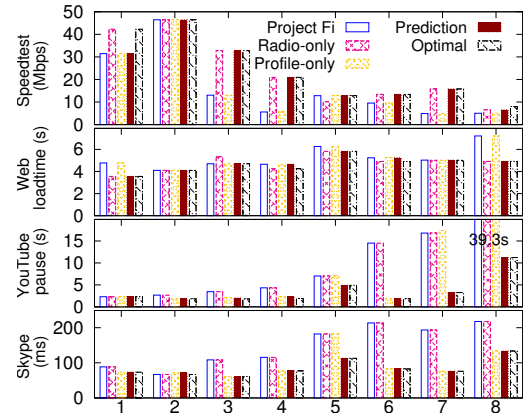 Speedtest
(Mbps)
50
40
30
20
10
0
Project Fi
Radio-only
Profile-only
Prediction
Optimal
Web
loadtime (s)
6
4
2
0
YouTube
pause (s)
15
10
5
0
39.3s
Skype
(ms)
200
100
0
1 2 3 4 5 6 7 8